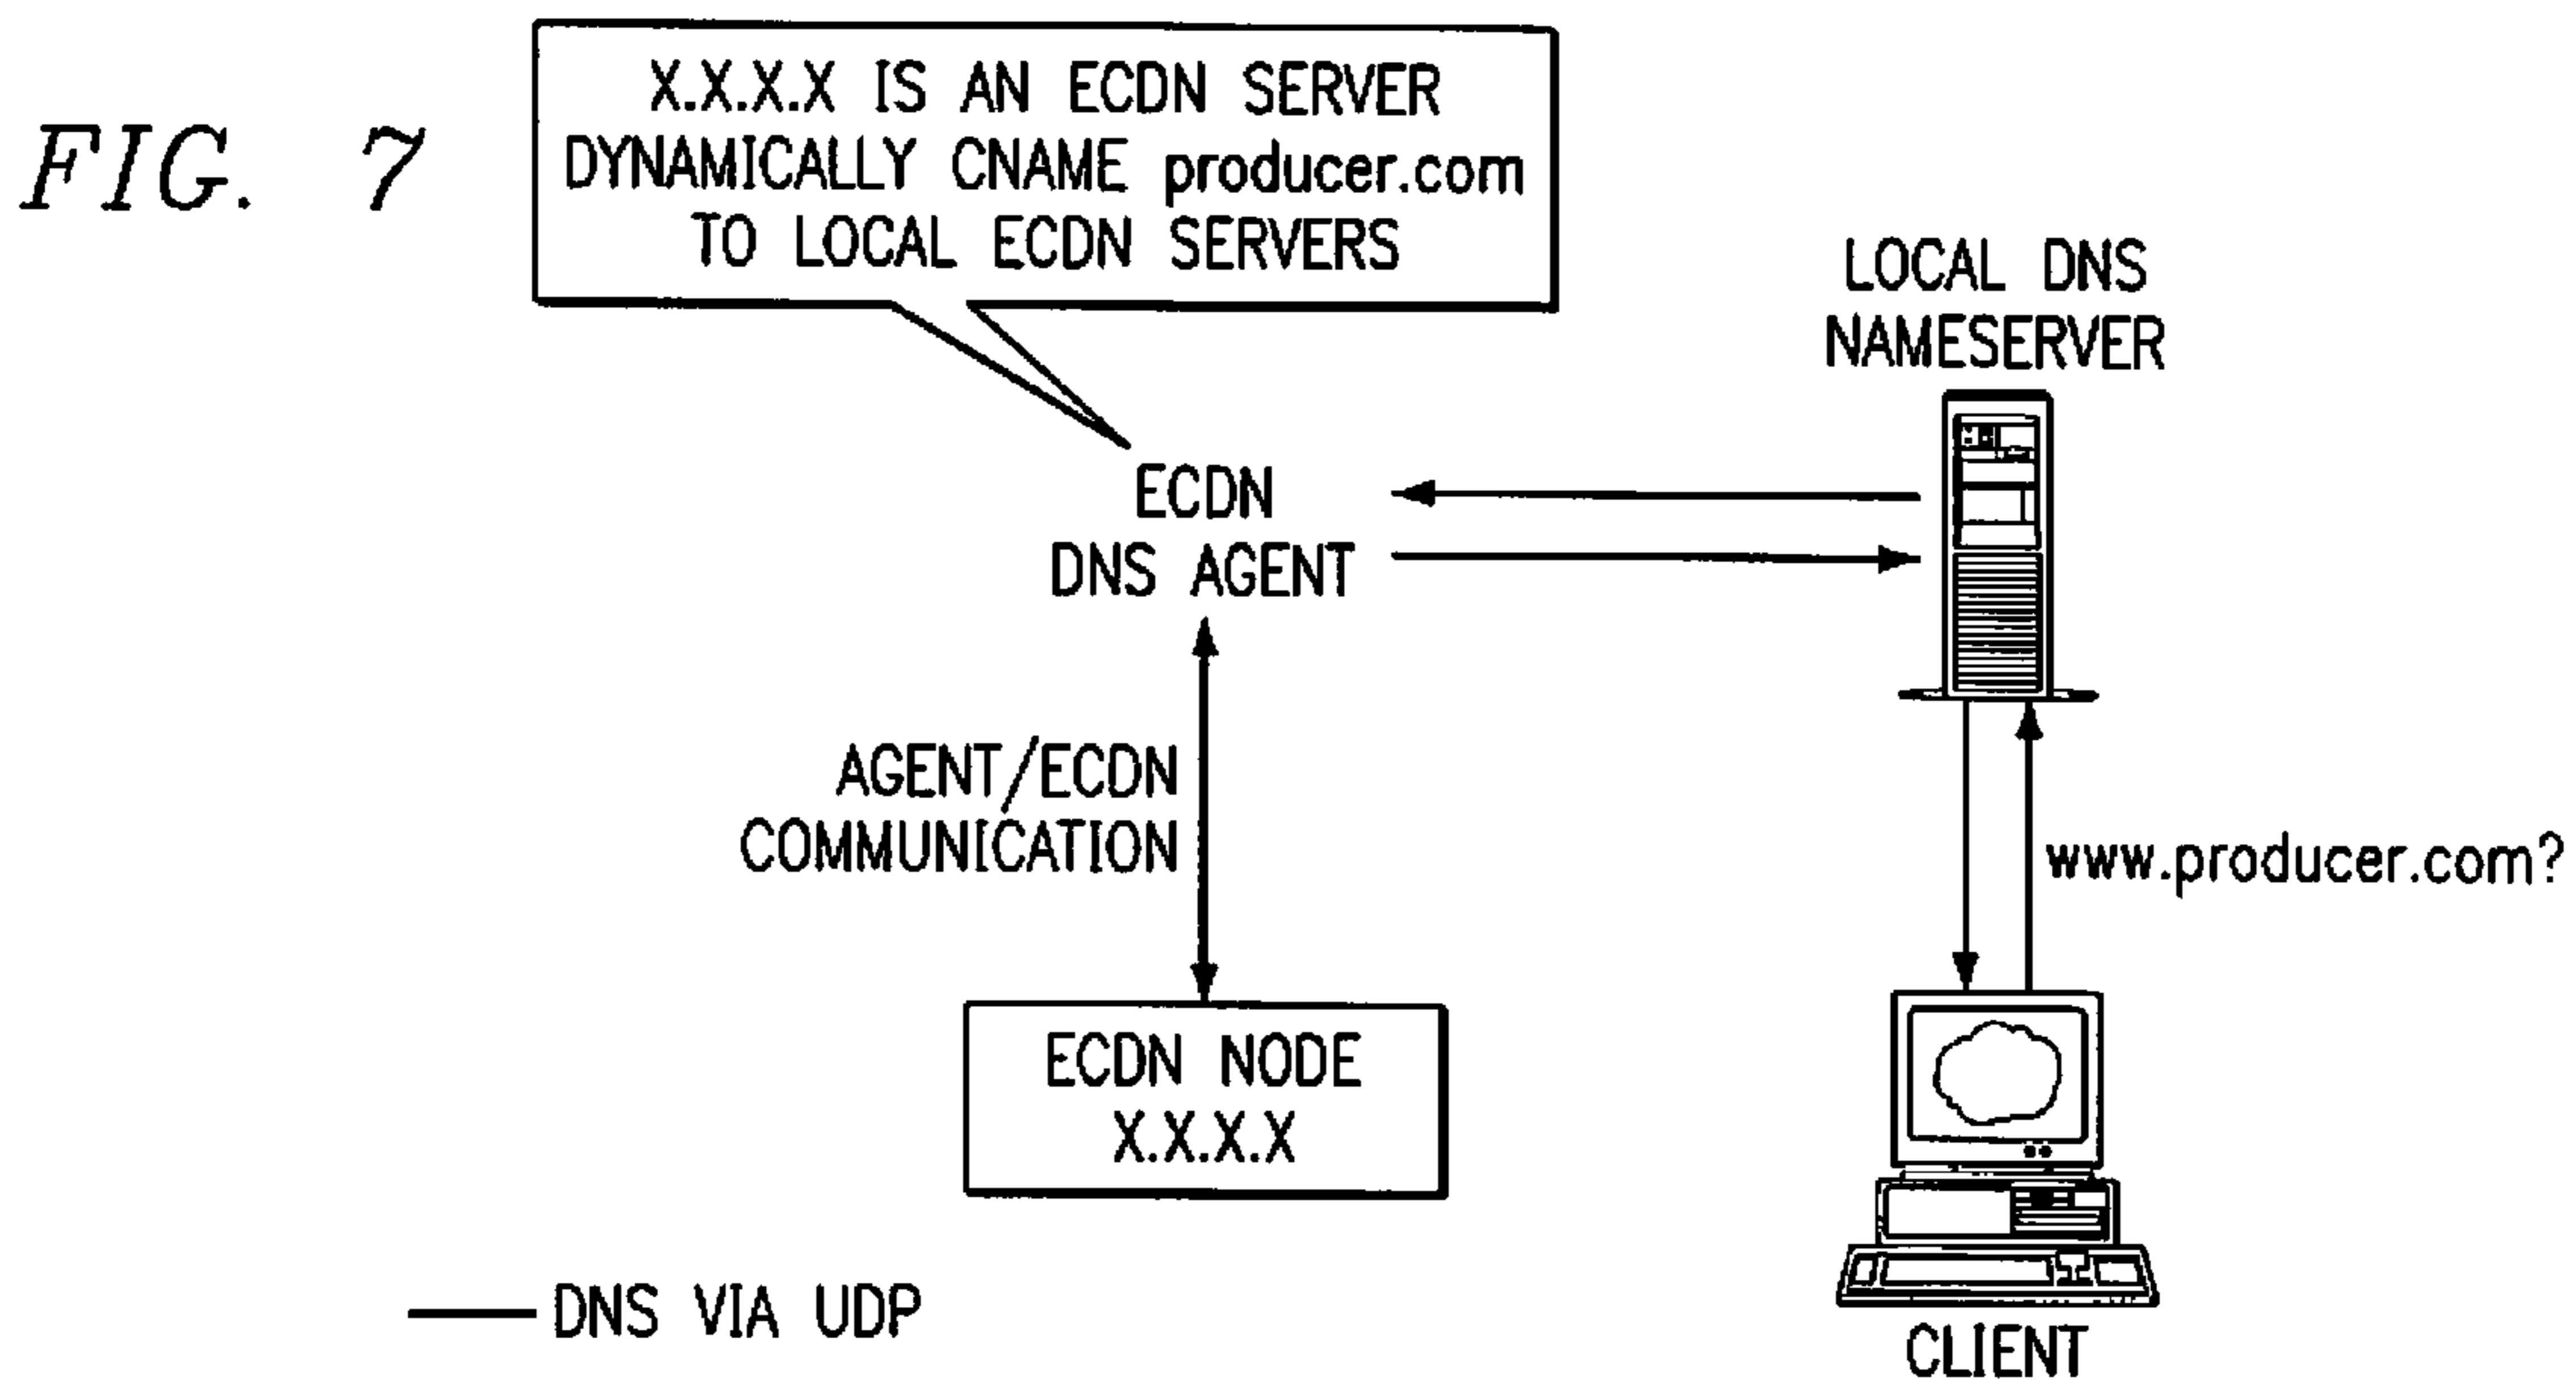 FIG. 7
X.X.X.X IS AN ECDN SERVER
DYNAMICALLY CNAME producer.com
TO LOCAL ECDN SERVERS
LOCAL DNS
NAMESERVER
ECDN
DNS AGENT
AGENT/ECDN
COMMUNICATION
www.producer.com?
ECDN NODE
X.X.X.X
DNS VIA UDP
CLIENT